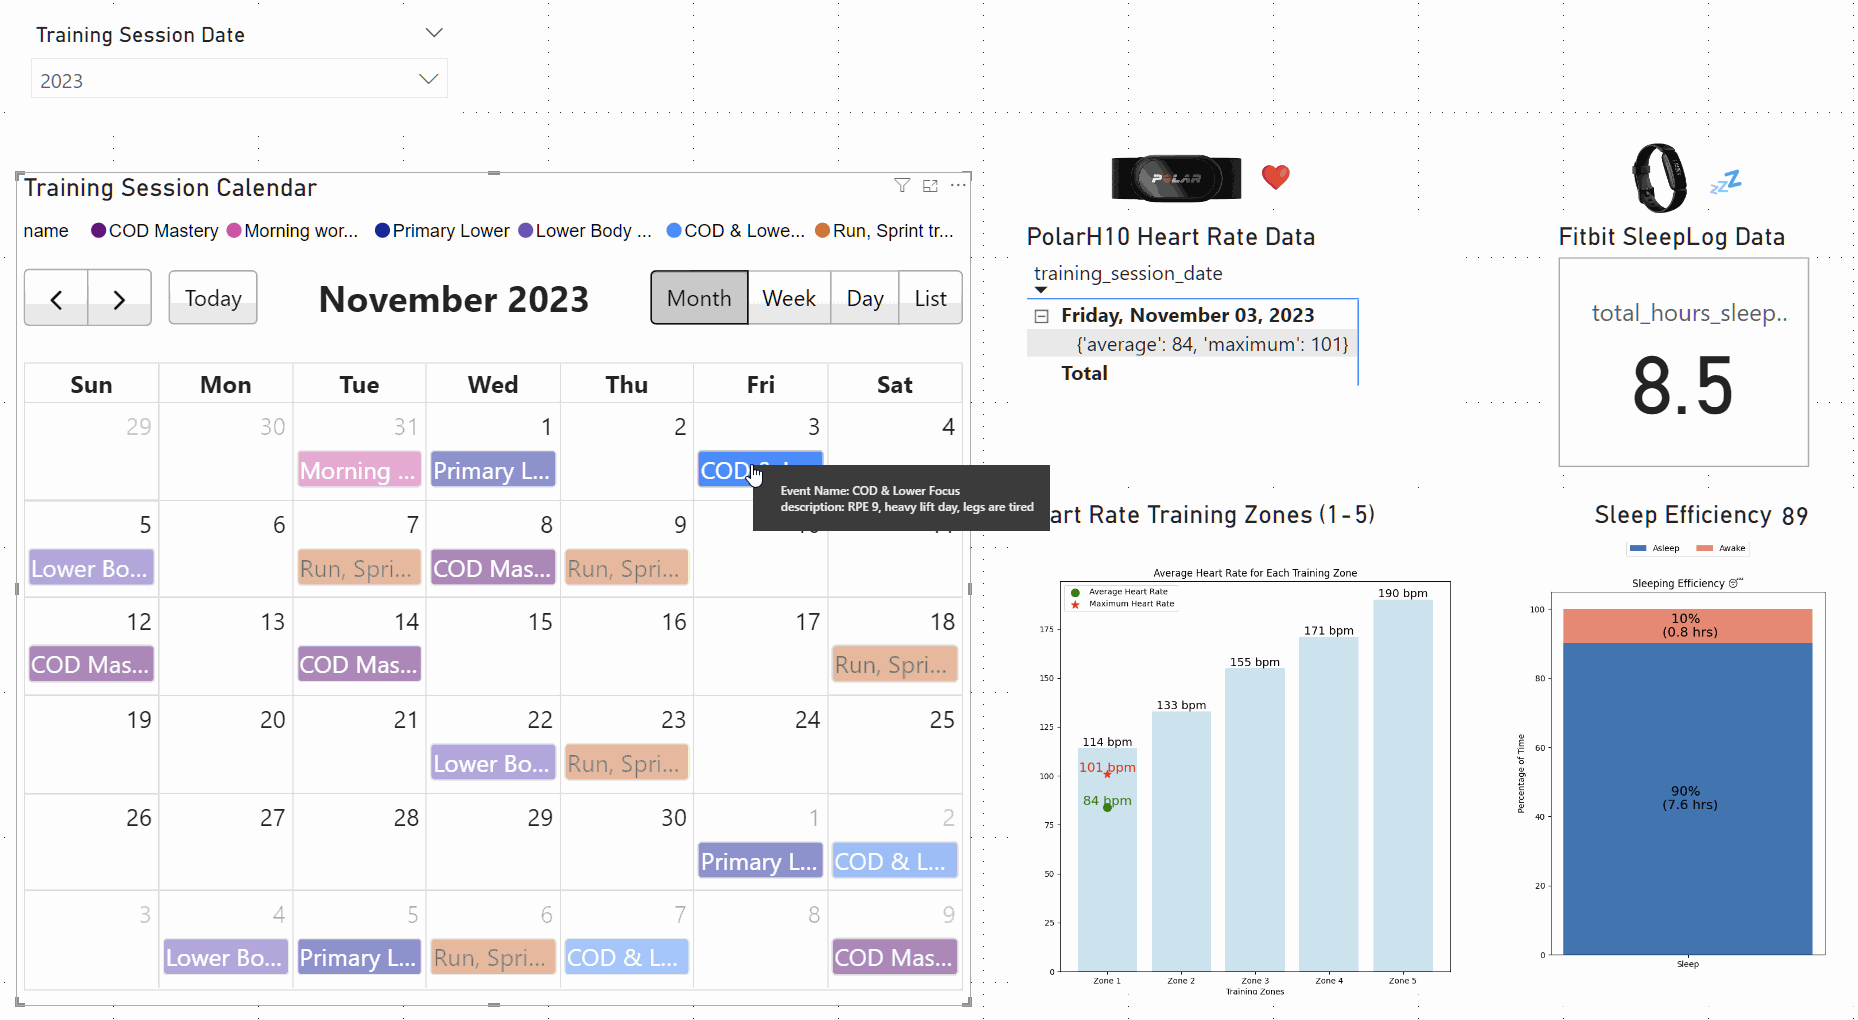 Training Session Date
2023
Training Session Calendar
name COD Mastery Morning wor... Primary Lower Lower Body ... COD & Lowe... Run, Sprint tr...
Today November 2023 Month Week Day List
Sun Mon Tue Wed Thu Fri Sat
29 30 31 1 2 3 4
Morning ... Primary L... COD
Event Name: COD & Lower Focus
description: RPE 9, heavy lift day, legs are tired
5 6 7 8 9
Lower Bo... Run, Spri... COD Mas... Run, Spri...
12 13 14 15 16 17 18
COD Mas... COD Mas... Run, Spri...
19 20 21 22 23 24 25
Lower Bo... Run, Spri...
26 27 28 29 30 1 2
Primary L... COD & L...
3 4 5 6 7 8 9
Lower Bo... Primary L... Run, Spri... COD & L... COD Mas...
POLAR
PolarH10 Heart Rate Data
training_session_date
Friday, November 03, 2023
{'average': 84, 'maximum': 101}
Total
zzZ
Fitbit SleepLog Data
total_hours_sleep..
8.5
art Rate Training Zones (1-5)
Average Heart Rate for Each Training Zone
Average Heart Rate
Maximum Heart Rate
190 bpm
171 bpm
155 bpm
133 bpm
114 bpm
101 bpm
84 bpm
175
150
125
100
75
50
25
0
Zone 1 Zone 2 Zone 3 Zone 4 Zone 5
Training Zones
Sleep Efficiency 89
Asleep Awake
Sleeping Efficiency 😴
10%
(0.8 hrs)
90%
(7.6 hrs)
Percentage of Time
100
80
60
40
20
0
Sleep